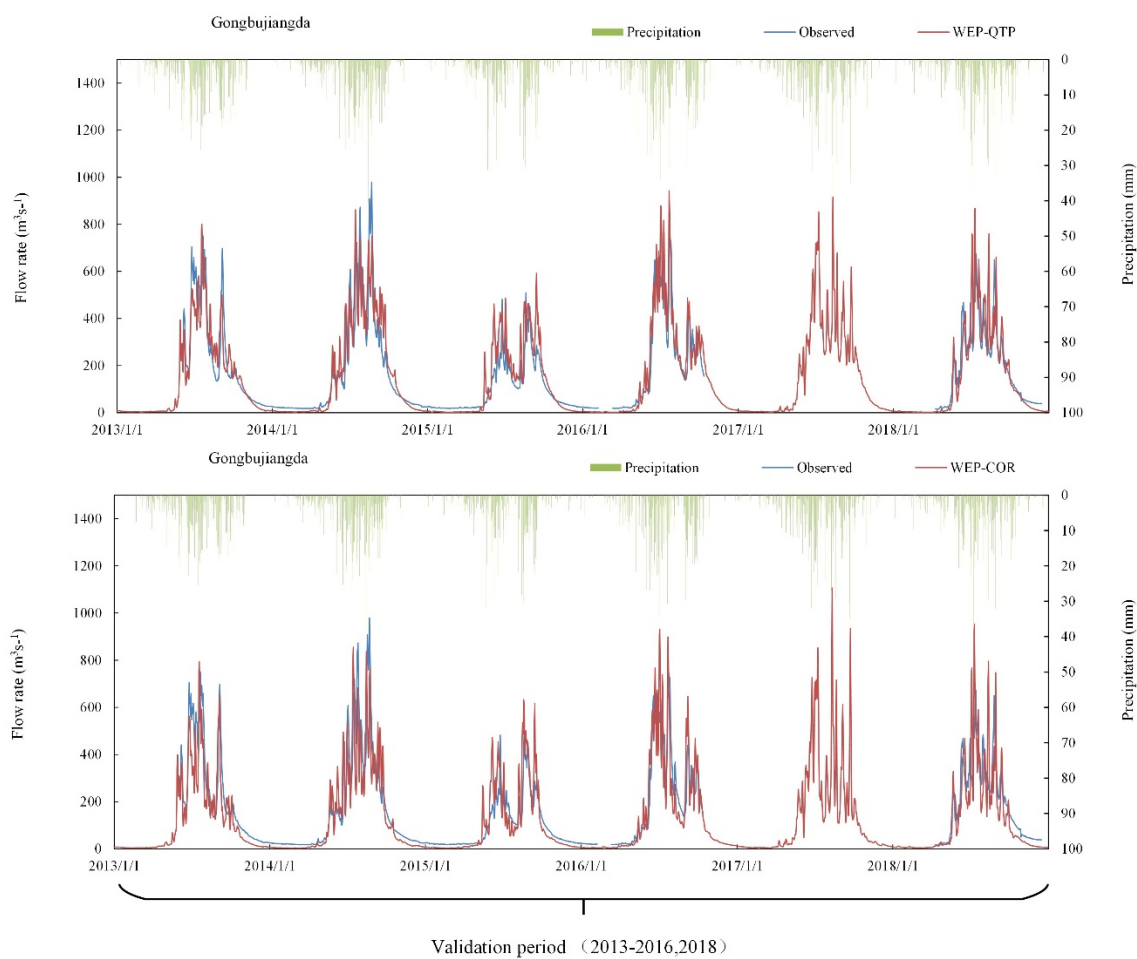 Gongbujiangda
Precipitation Observed WEP-QTP
1500 1400 1200 1000 800 600 400 200 0
Flow rate (m³s-¹)
0 10 20 30 40 50 60 70 80 90 100
Precipitation (mm)
2013/1/1 2014/1/1 2015/1/1 2016/1/1 2017/1/1 2018/1/1
Gongbujiangda
Precipitation Observed WEP-COR
1400 1200 1000 800 600 400 200 0
Flow rate (m³s-¹)
0 10 20 30 40 50 60 70 80 90 100
Precipitation (mm)
2013/1/1 2014/1/1 2015/1/1 2016/1/1 2017/1/1 2018/1/1
Validation period （2013-2016,2018）